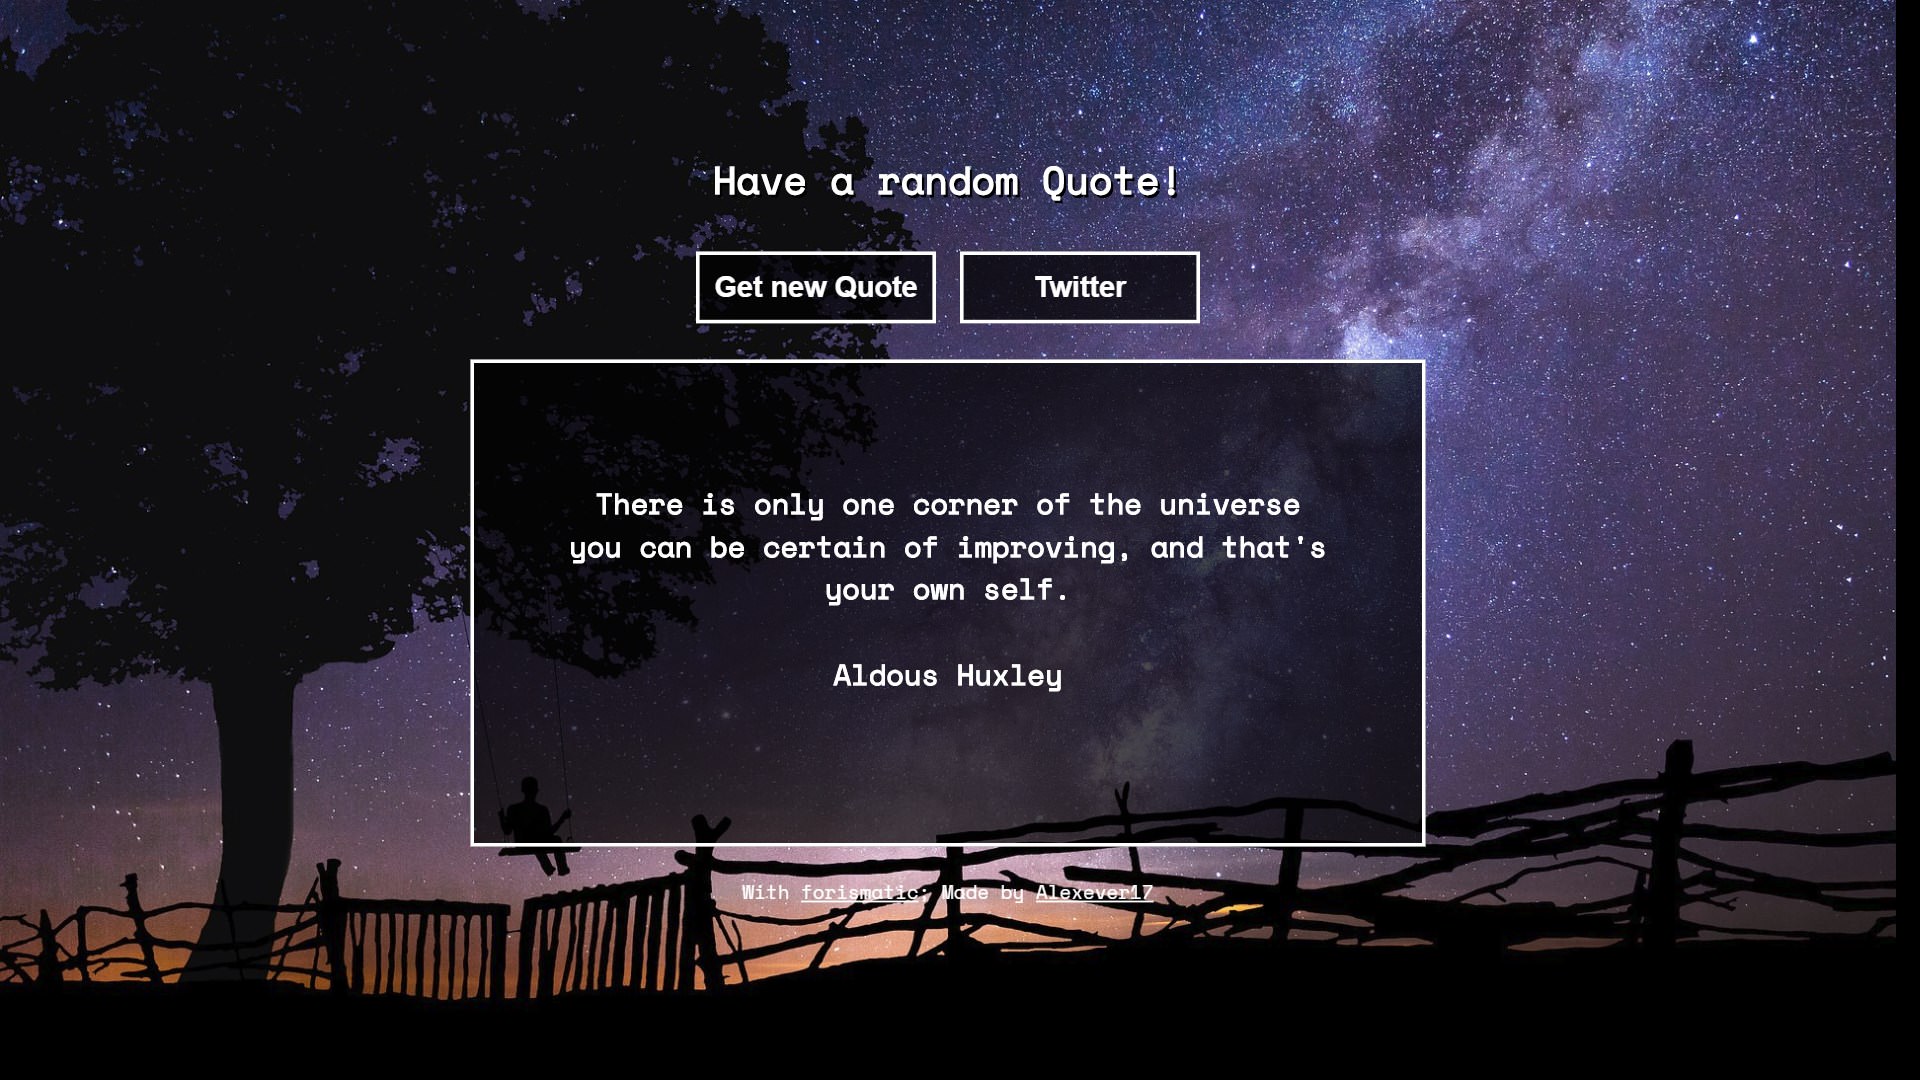 Have a random Quote!
Get new Quote
Twitter
There is only one corner of the universe
you can be certain of improving, and that's
your own self.
Aldous Huxley
With forismatic; Made by Alexever17